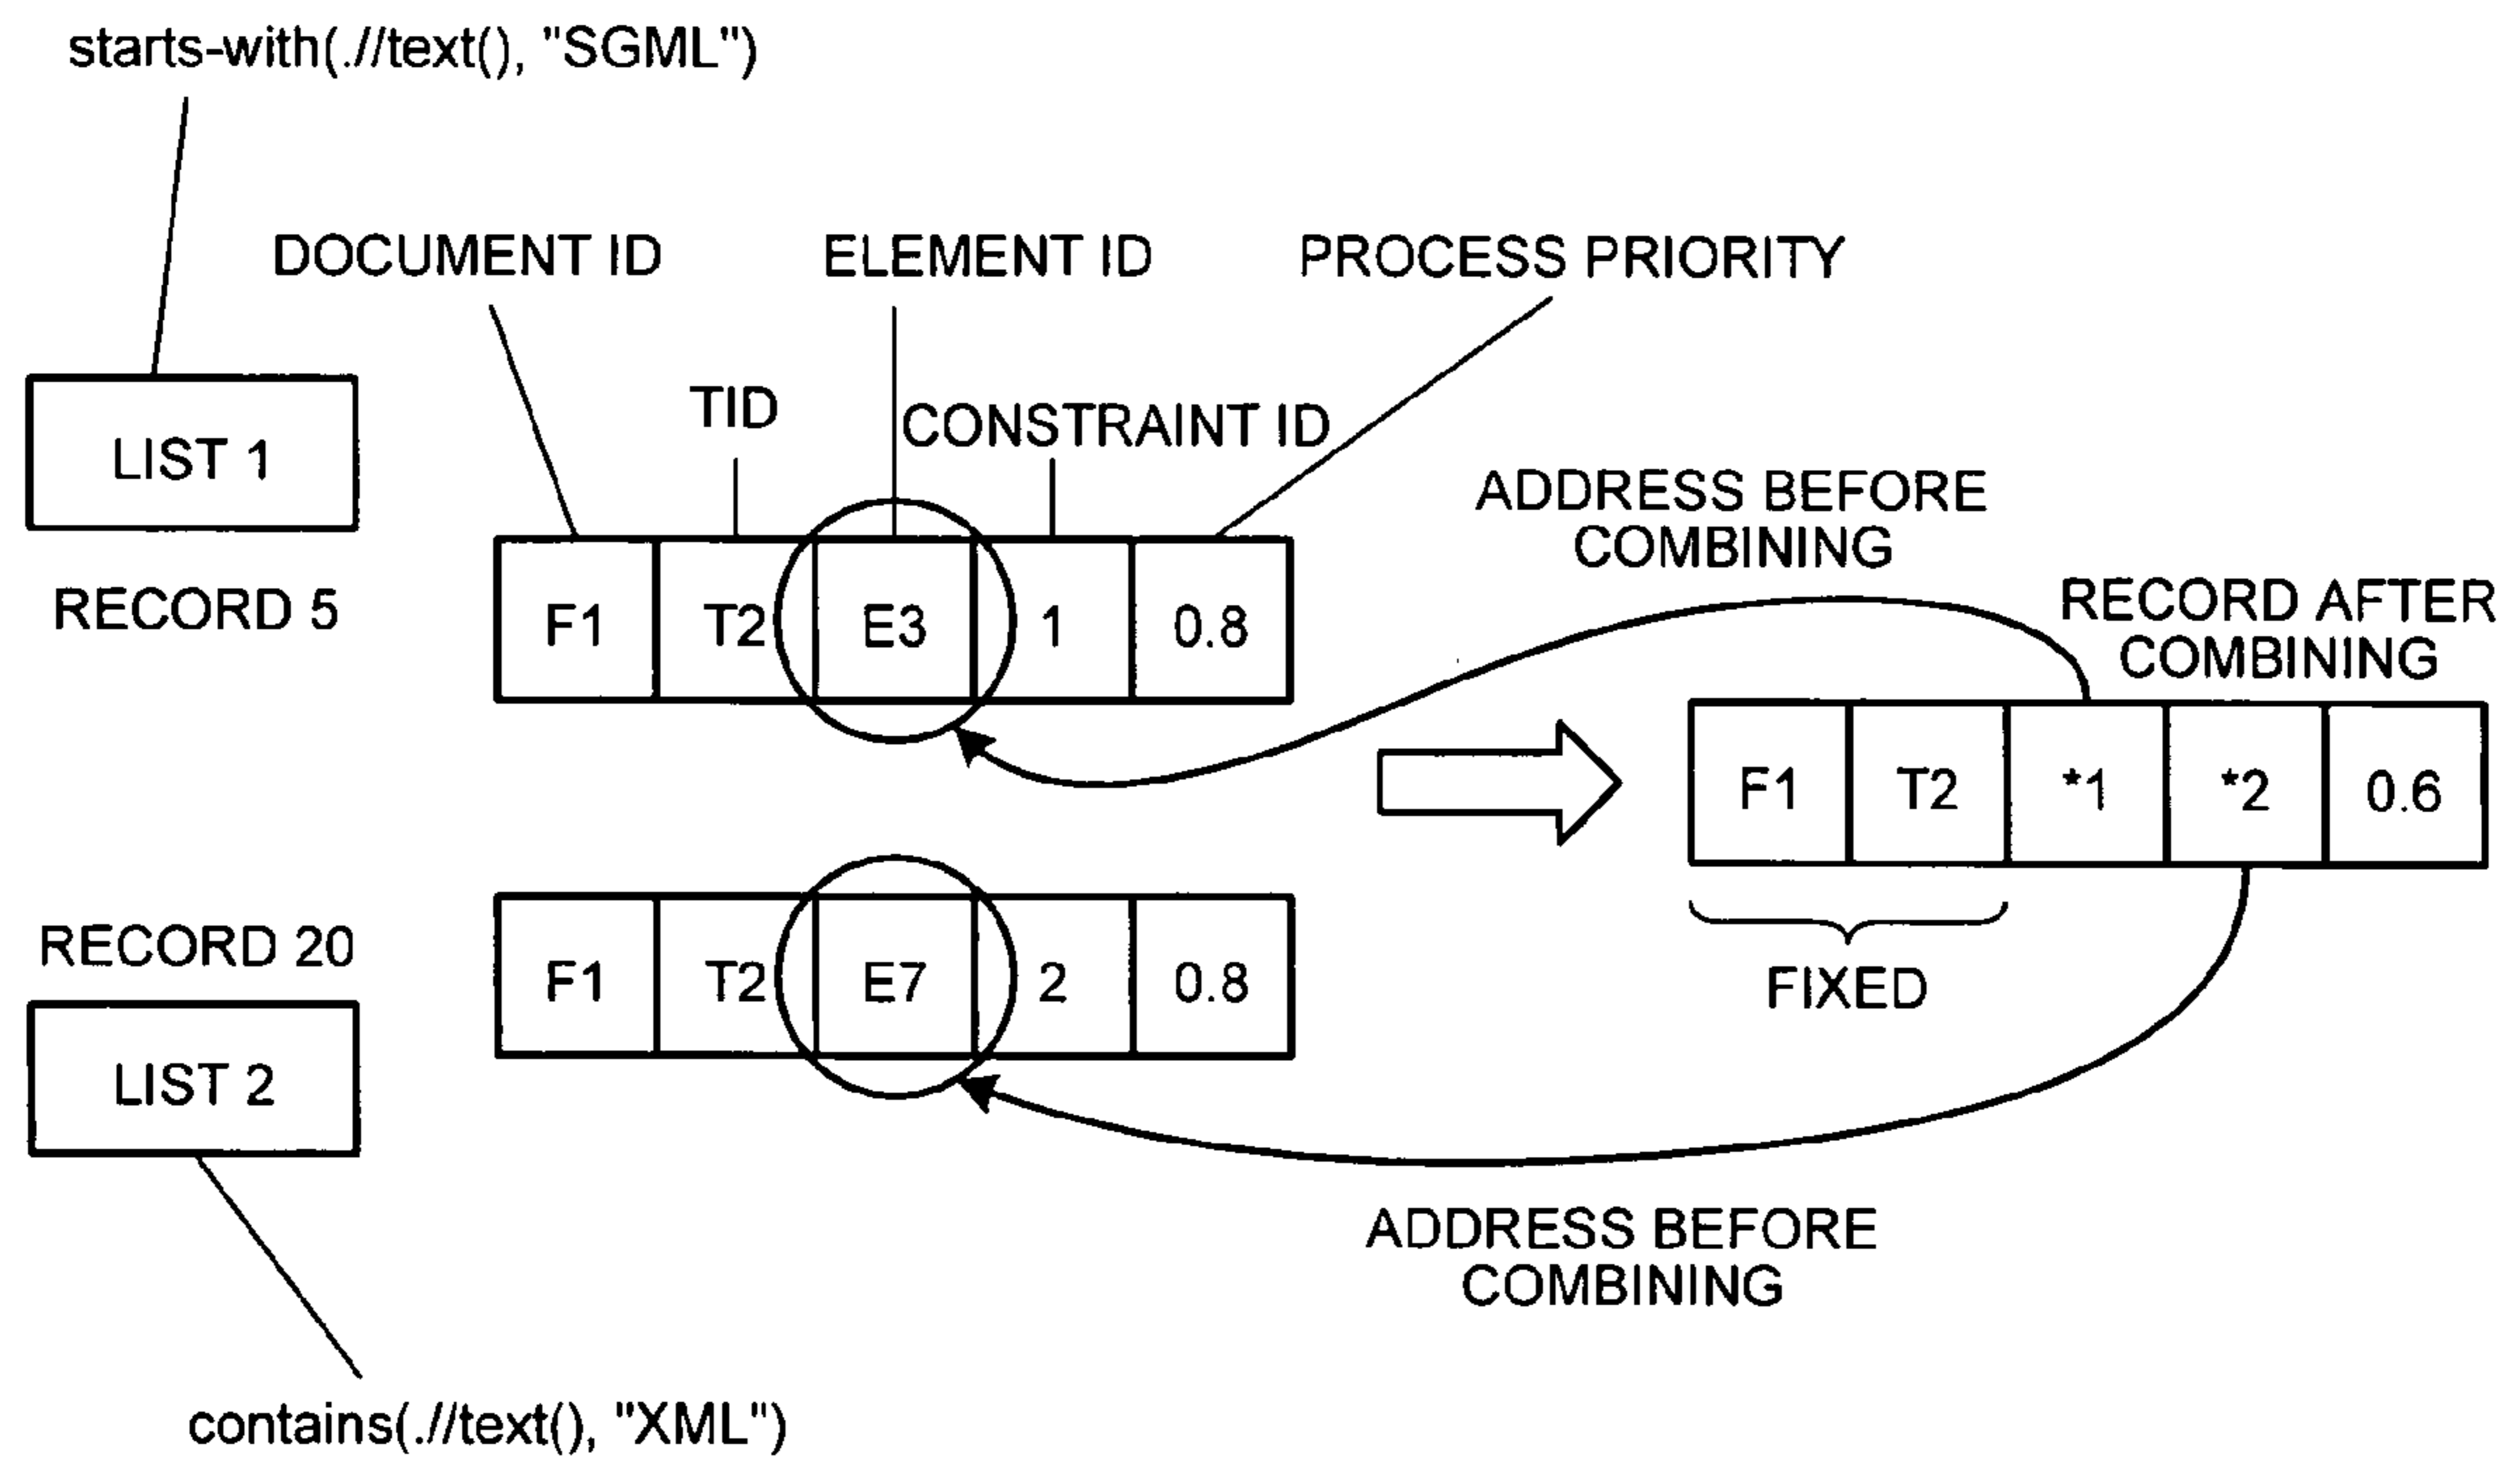 starts-with(.//text(), "SGML")
DOCUMENT ID
ELEMENT ID
PROCESS PRIORITY
TID
CONSTRAINT ID
LIST 1
ADDRESS BEFORE
COMBINING
RECORD 5
F1 T2 E3 1 0.8
RECORD AFTER
COMBINING
F1 T2 *1 *2 0.6
FIXED
RECORD 20
F1 T2 E7 2 0.8
LIST 2
ADDRESS BEFORE
COMBINING
contains(.//text(), "XML")